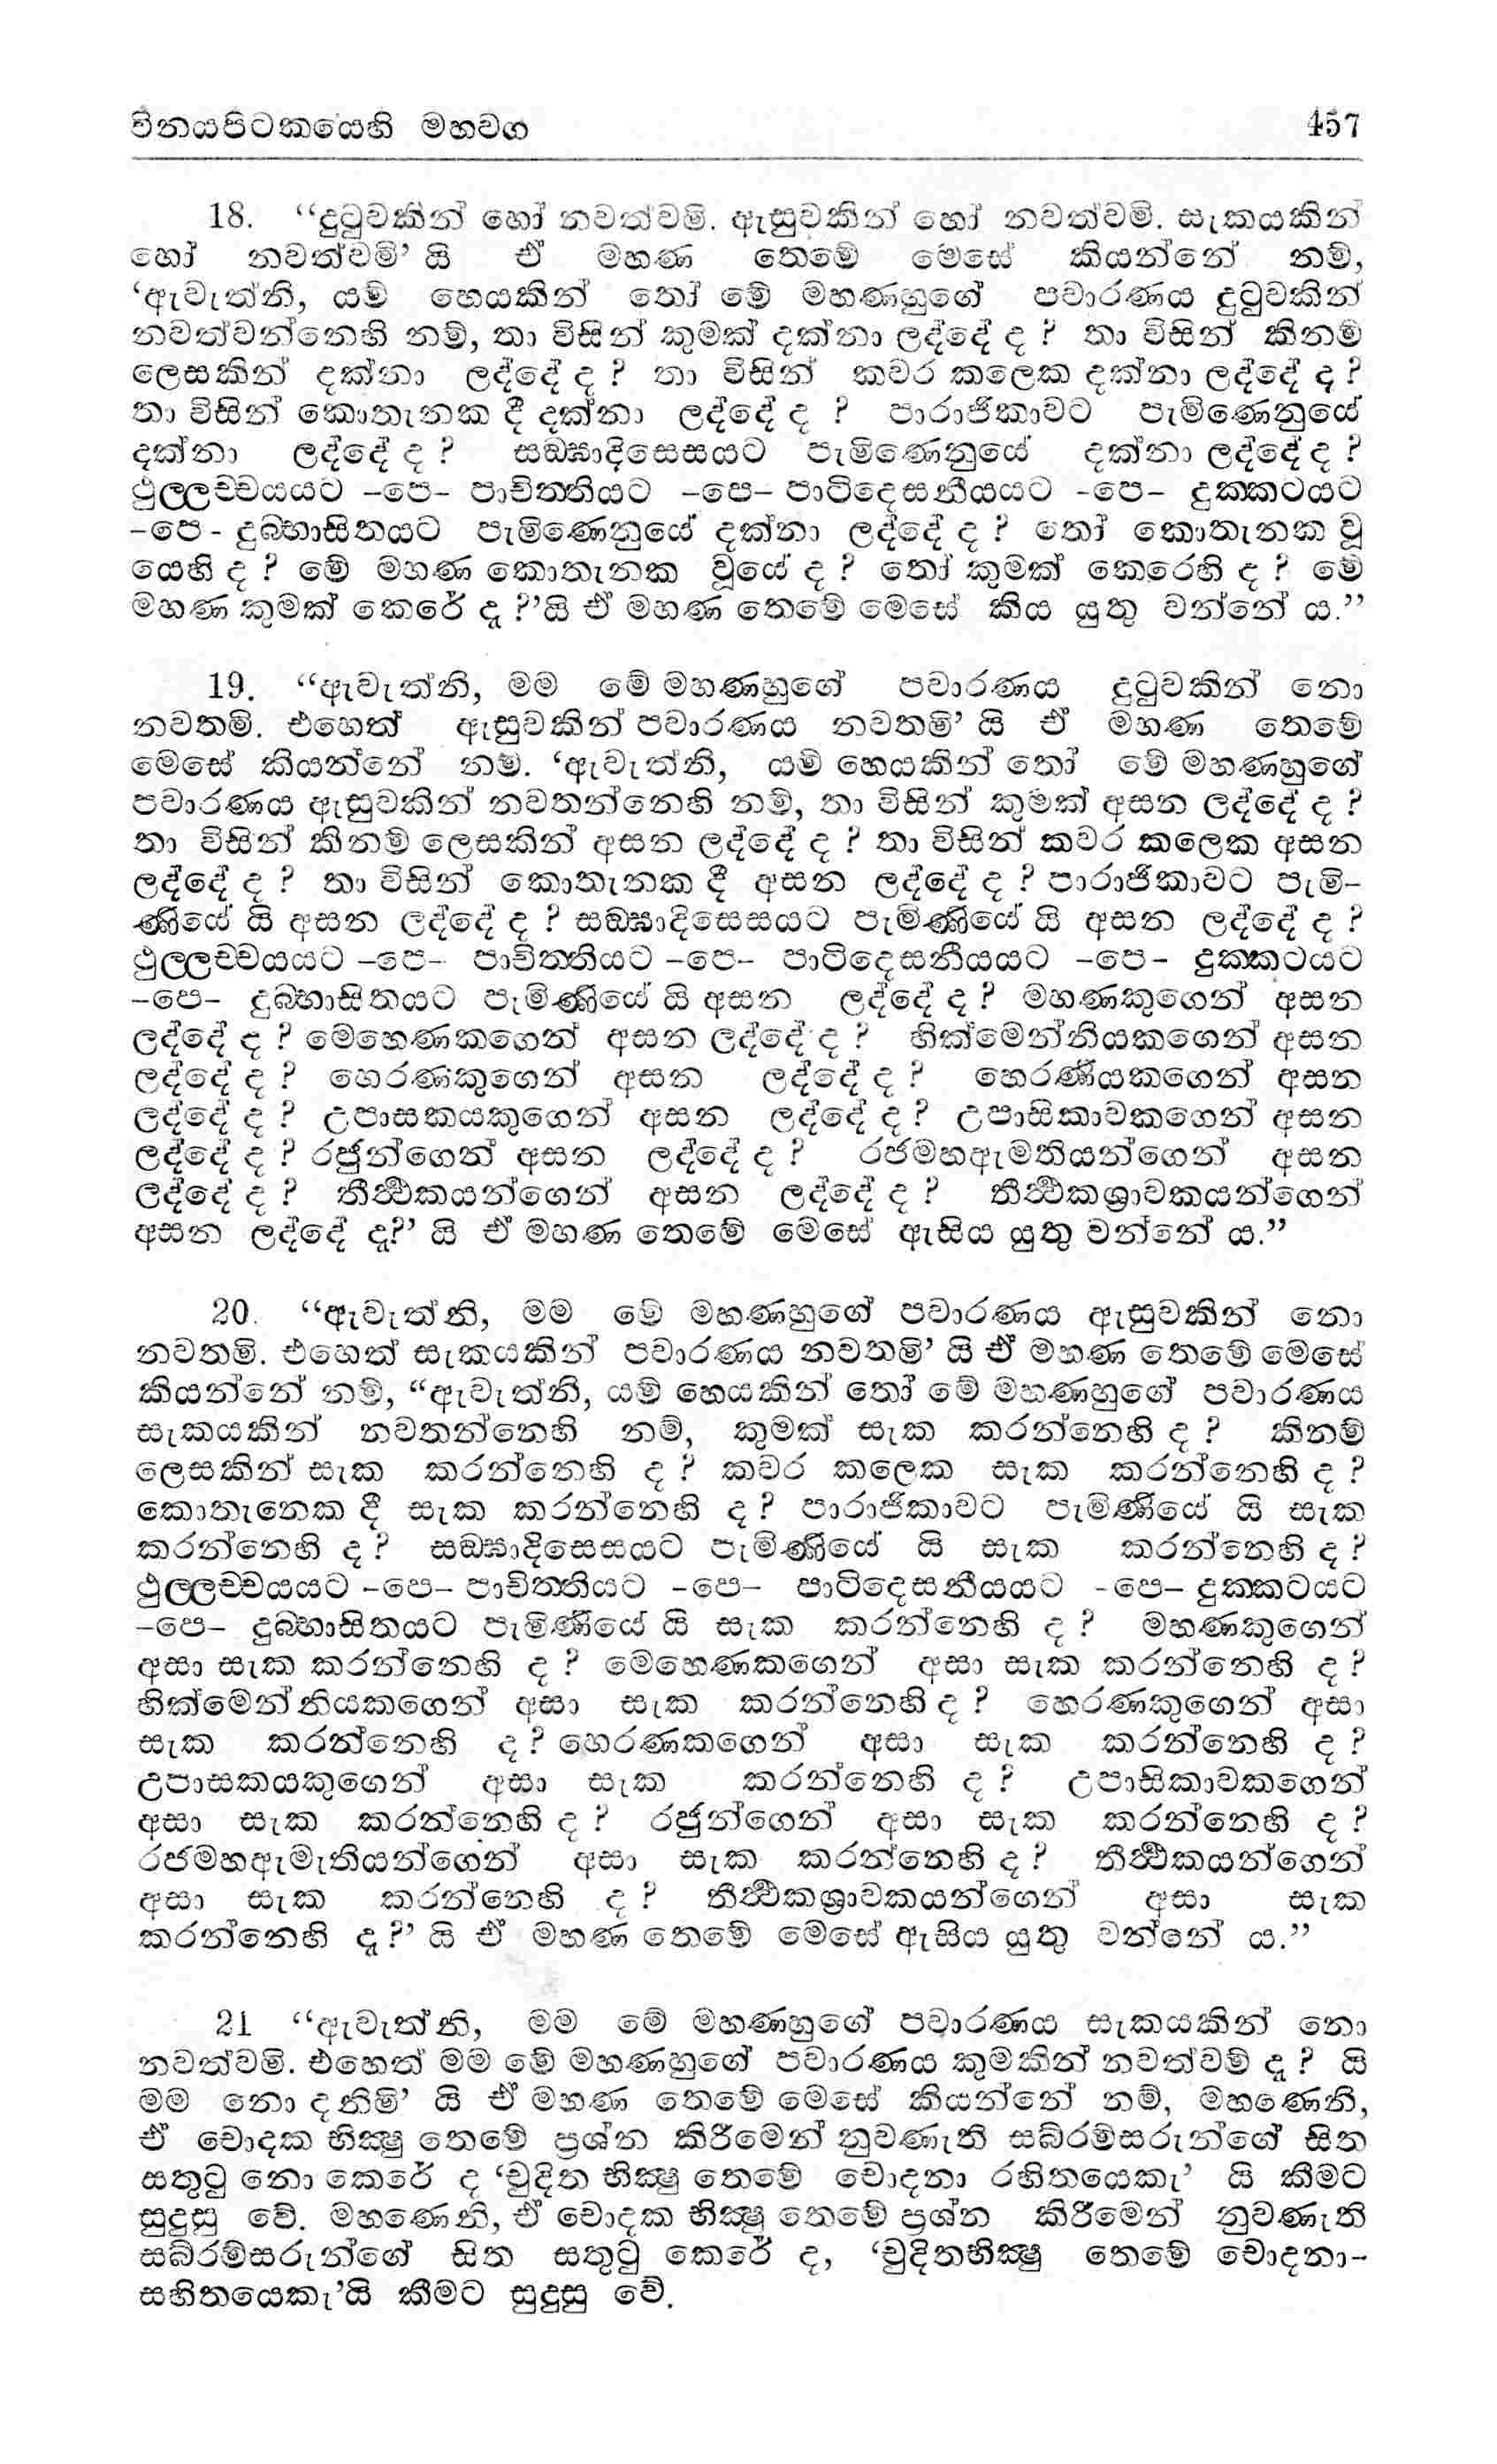 විනයපිටකයෙහි මහවග 457
18. “දුටුවකින් හෝ නවත්වමි. ඇසුවකින් හෝ නවත්වමි. සැකයකින්
හෝ නවත්වමි’ යි ඒ මහණ තෙමේ මෙසේ කියන්නේ නම්,
‘ඇවැත්නි, යම් හෙයකින් තෝ මේ මහණහුගේ පවාරණය දුටුවකින්
නවත්වන්නෙහි නම්, තා විසින් කුමක් දක්නා ලද්දේ ද ? තා විසින් කිනම්
ලෙසකින් දක්නා ලද්දේ ද ? තා විසින් කවර කලෙක දක්නා ලද්දේ ද ?
තා විසින් කොතැනක දී දක්නා ලද්දේ ද ? පාරාජිකාවට පැමිණෙනුයේ
දක්නා ලද්දේ ද ? සඞ්ඝාදිසෙසයට පැමිණෙනුයේ දක්නා ලද්දේ ද ?
ථුල්ලච්චයයට –පෙ– පාචිත්තියට –පෙ– පාටිදෙසනීයයට -පෙ– දුක්කටයට
–පෙ - දුබ්භාසිතයට පැමිණෙනුයේ දක්නා ලද්දේ ද ? තෝ කොතැනක වූ
යෙහි ද ? මේ මහණ කොතැනක වූයේ ද ? තෝ කුමක් කෙරෙහි ද ? මේ
මහණ කුමක් කෙරේ දැ ?’යි ඒ මහණ තෙමේ මෙසේ කිය යුතු වන්නේ ය.”
19. “ඇවැත්නි, මම මේ මහණහුගේ පවාරණය දුටුවකින් නො
නවතමි. එහෙත් ඇසුවකින් පවාරණය නවතමි’ යි ඒ මහණ තෙමේ
මෙසේ කියන්නේ නම්. ‘ඇවැත්නි, යම් හෙයකින් තෝ මේ මහණහුගේ
පවාරණය ඇසුවකින් නවතන්නෙහි නම්, තා විසින් කුමක් අසන ලද්දේ ද ?
තා විසින් කිනම් ලෙසකින් අසන ලද්දේ ද ? තා විසින් කවර කලෙක අසන
ලද්දේ ද ? තා විසින් කොතැනක දී අසන ලද්දේ ද ? පාරාජිකාවට පැමි–
ණියේ යි අසන ලද්දේ ද ? සඞ්ඝාදිසෙසයට පැමිණියේ යි අසන ලද්දේ ද ?
ථුල්ලච්චයයට –පෙ– පාචිත්තියට –පෙ– පාටිදෙසනීයයට –පෙ– දුක්කටයට
–පෙ– දුබ්භාසිතයට පැමිණියේ යි අසන ලද්දේ ද ? මහණකුගෙන් අසන
ලද්දේ ද ? මෙහෙණකගෙන් අසන ලද්දේ ද ? හික්මෙන්නියකගෙන් අසන
ලද්දේ ද ? හෙරණකුගෙන් අසන ලද්දේ ද ? හෙරණියකගෙන් අසන
ලද්දේ ද ? උපාසකයකුගෙන් අසන ලද්දේ ද ? උපාසිකාවකගෙන් අසන
ලද්දේ ද ? රජුන්ගෙන් අසන ලද්දේ ද ? රජමහඇමතියන්ගෙන් අසන
ලද්දේ ද ? තීර්‍ත්‍ථකයන්ගෙන් අසන ලද්දේ ද ? තීර්‍ත්‍ථකශ්‍රාවකයන්ගෙන්
අසන ලද්දේ දැ?’ යි ඒ මහණ තෙමේ මෙසේ ඇසිය යුතු වන්නේ ය.”
20. “ඇවැත්නි, මම මේ මහණහුගේ පවාරණය ඇසුවකින් නො
නවතමි. එහෙත් සැකයකින් පවාරණය නවතමි’ යි ඒ මහණ තෙමේ මෙසේ
කියන්නේ නම්, “ඇවැත්නි, යම් හෙයකින් තෝ මේ මහණහුගේ පවාරණය
සැකයකින් නවතන්නෙහි නම්, කුමක් සැක කරන්නෙහි ද ? කිනම්
ලෙසකින් සැක කරන්නෙහි ද ? කවර කලෙක සැක කරන්නෙහි ද ?
කොතැනෙක දී සැක කරන්නෙහි ද ? පාරාජිකාවට පැමිණියේ යි සැක
කරන්නෙහි ද ? සඞ්ඝාදිසෙසයට පැමිණියේ යි සැක කරන්නෙහි ද ?
ථුල්ලච්චයයට –පෙ– පාචිත්තියට –පෙ– පාටිදෙසනීයයට -පෙ– දුක්කටයට
–පෙ– දුබ්භාසිතයට පැමිණියේ යි සැක කරන්නෙහි ද ? මහණකුගෙන්
අසා සැක කරන්නෙහි ද ? මෙහෙණකගෙන් අසා සැක කරන්නෙහි ද ?
හික්මෙන්නියකගෙන් අසා සැක කරන්නෙහි ද ? හෙරණකුගෙන් අසා
සැක කරන්නෙහි ද ? හෙරණකගෙන් අසා සැක කරන්නෙහි ද ?
උපාසකයකුගෙන් අසා සැක කරන්නෙහි ද ? උපාසිකාවකගෙන්
අසා සැක කරන්නෙහි ද ? රජුන්ගෙන් අසා සැක කරන්නෙහි ද ?
රජමහඇමැතියන්ගෙන් අසා සැක කරන්නෙහි ද ? තීර්‍ත්‍ථකයන්ගෙන්
අසා සැක කරන්නෙහි ද ? තීර්‍ත්‍ථකශ්‍රාවකයන්ගෙන් අසා සැක
කරන්නෙහි දැ ?’ යි ඒ මහණ තෙමේ මෙසේ ඇසිය යුතු වන්නේ ය.”
21 “ඇවැත්නි, මම මේ මහණහුගේ පවාරණය සැකයකින් නො
නවත්වමි. එහෙත් මම මේ මහණහුගේ පවාරණය කුමකින් නවත්වම් දැ ? යි
මම නො දනිමි’ යි ඒ මහණ තෙමේ මෙසේ කියන්නේ නම්, මහණෙනි,
ඒ චොදක භික්‍ෂු තෙමේ ප්‍රශ්න කිරීමෙන් නුවණැති සබ්රම්සරුන්ගේ සිත
සතුටු නො කෙරේ ද ‘චුදිත භික්‍ෂු තෙමේ චොදනා රහිතයෙකැ’ යි කීමට
සුදුසු වේ. මහණෙනි, ඒ චොදක භික්‍ෂු තෙමේ ප්‍රශ්න කිරීමෙන් නුවණැති
සබ්රම්සරුන්ගේ සිත සතුටු කෙරේ ද, ‘චුදිතභික්‍ෂු තෙමේ චොදනා–
සහිතයෙකැ’යි කීමට සුදුසු වේ.